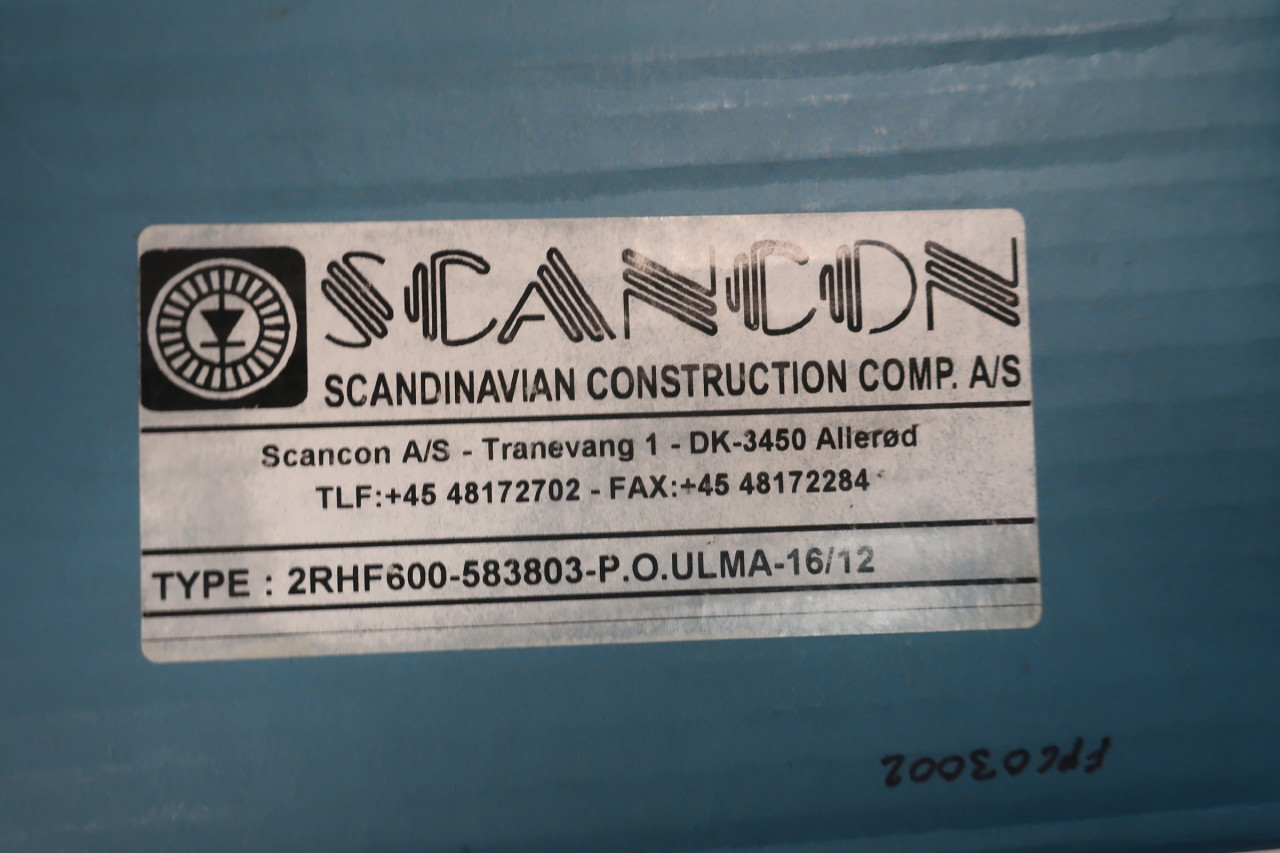 SCANCON
SCANDINAVIAN CONSTRUCTION COMP. A/S
Scancon A/S - Tranevang 1 - DK-3450 Allerød
TLF:+45 48172702 - FAX:+45 48172284
TYPE : 2RHF600-583803-P.O.ULMA-16/12
FPC03002